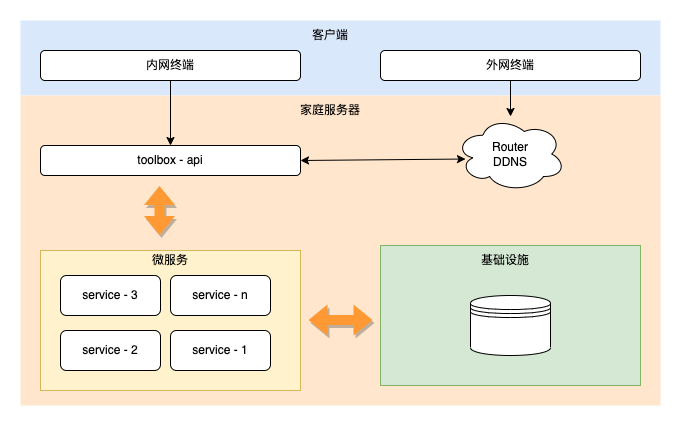 客户端
内网终端
外网终端
家庭服务器
toolbox - api
Router
DDNS
微服务
基础设施
service - 3
service - n
service - 2
service - 1